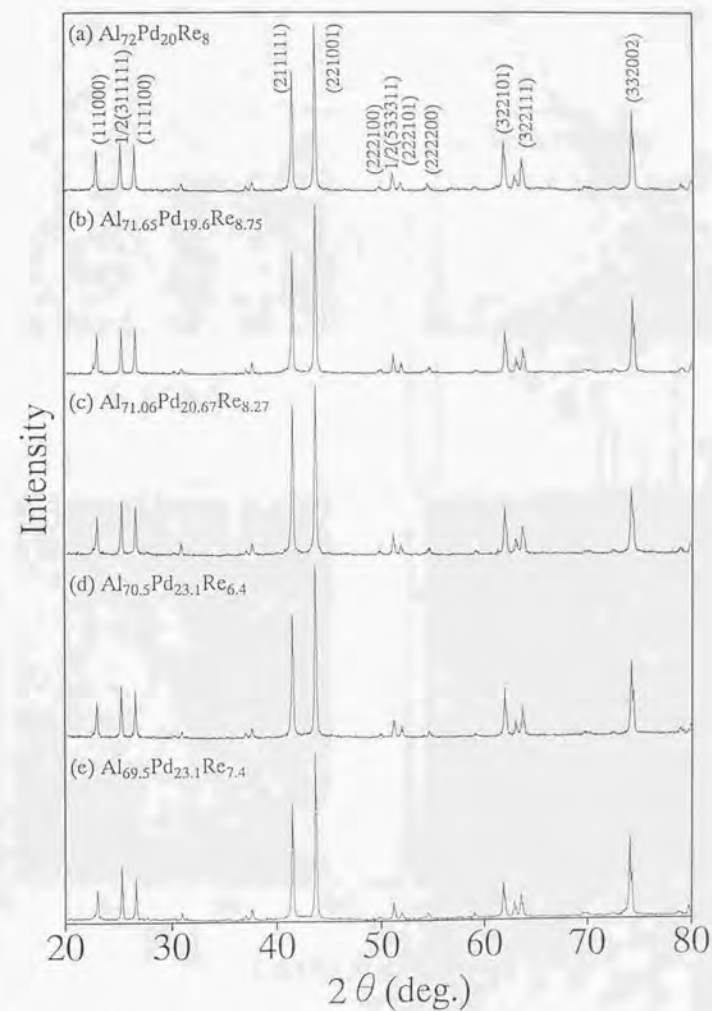 (a) Al72Pd20Re8
(111000)
1/2(311111)
(111100)
(211111)
(221001)
(222100)
1/2(533311)
(222101)
(222200)
(322101)
(322111)
(332002)
(b) Al71.65Pd19.6Re8.75
(c) Al71.06Pd20.67Re8.27
(d) Al70.5Pd23.1Re6.4
(e) Al69.5Pd23.1Re7.4
Intensity
20 30 40 50 60 70 80
2θ(deg.)